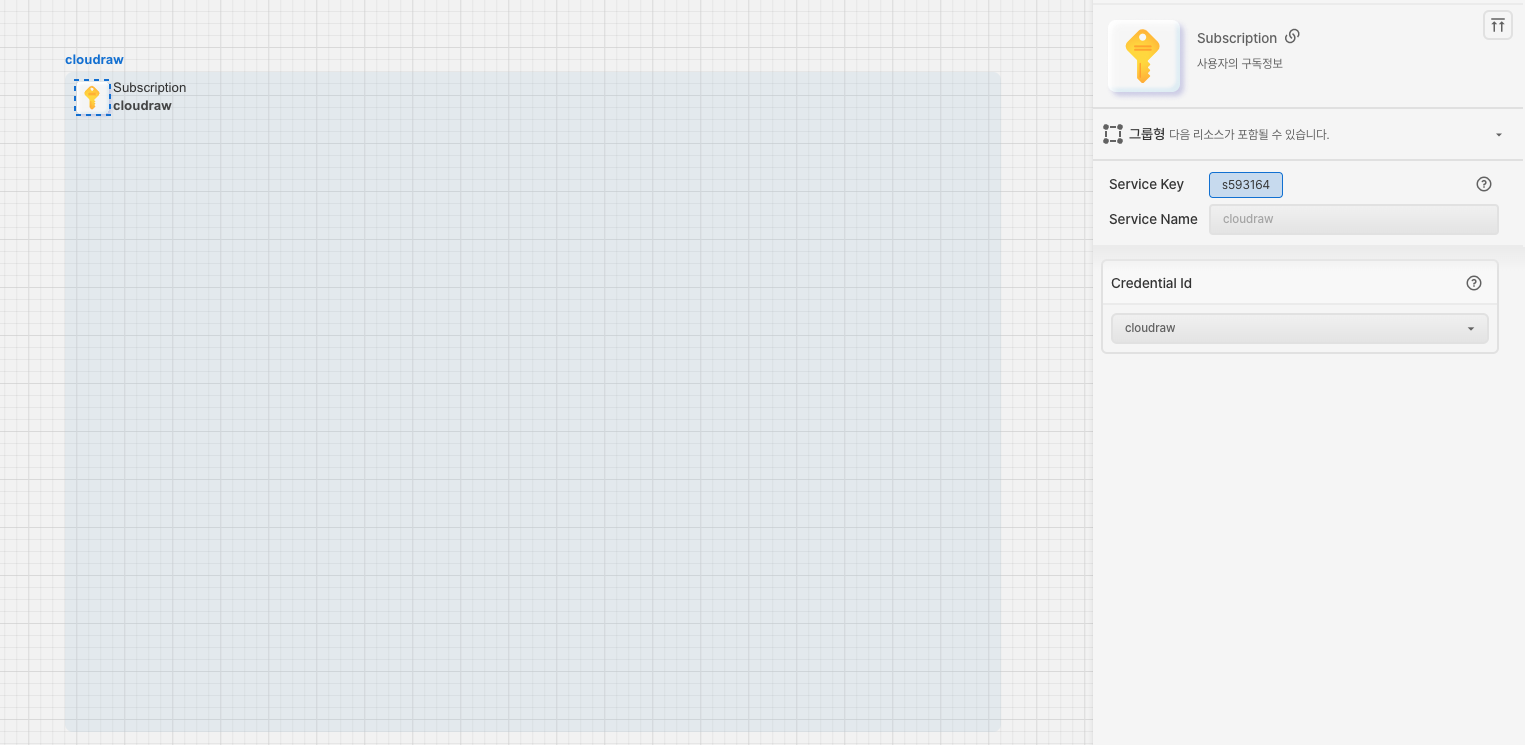 cloudraw
Subscription
cloudraw
Subscription
사용자의 구독정보
그룹형 다음 리소스가 포함될 수 있습니다.
Service Key s593164
Service Name cloudraw
Credential Id
cloudraw